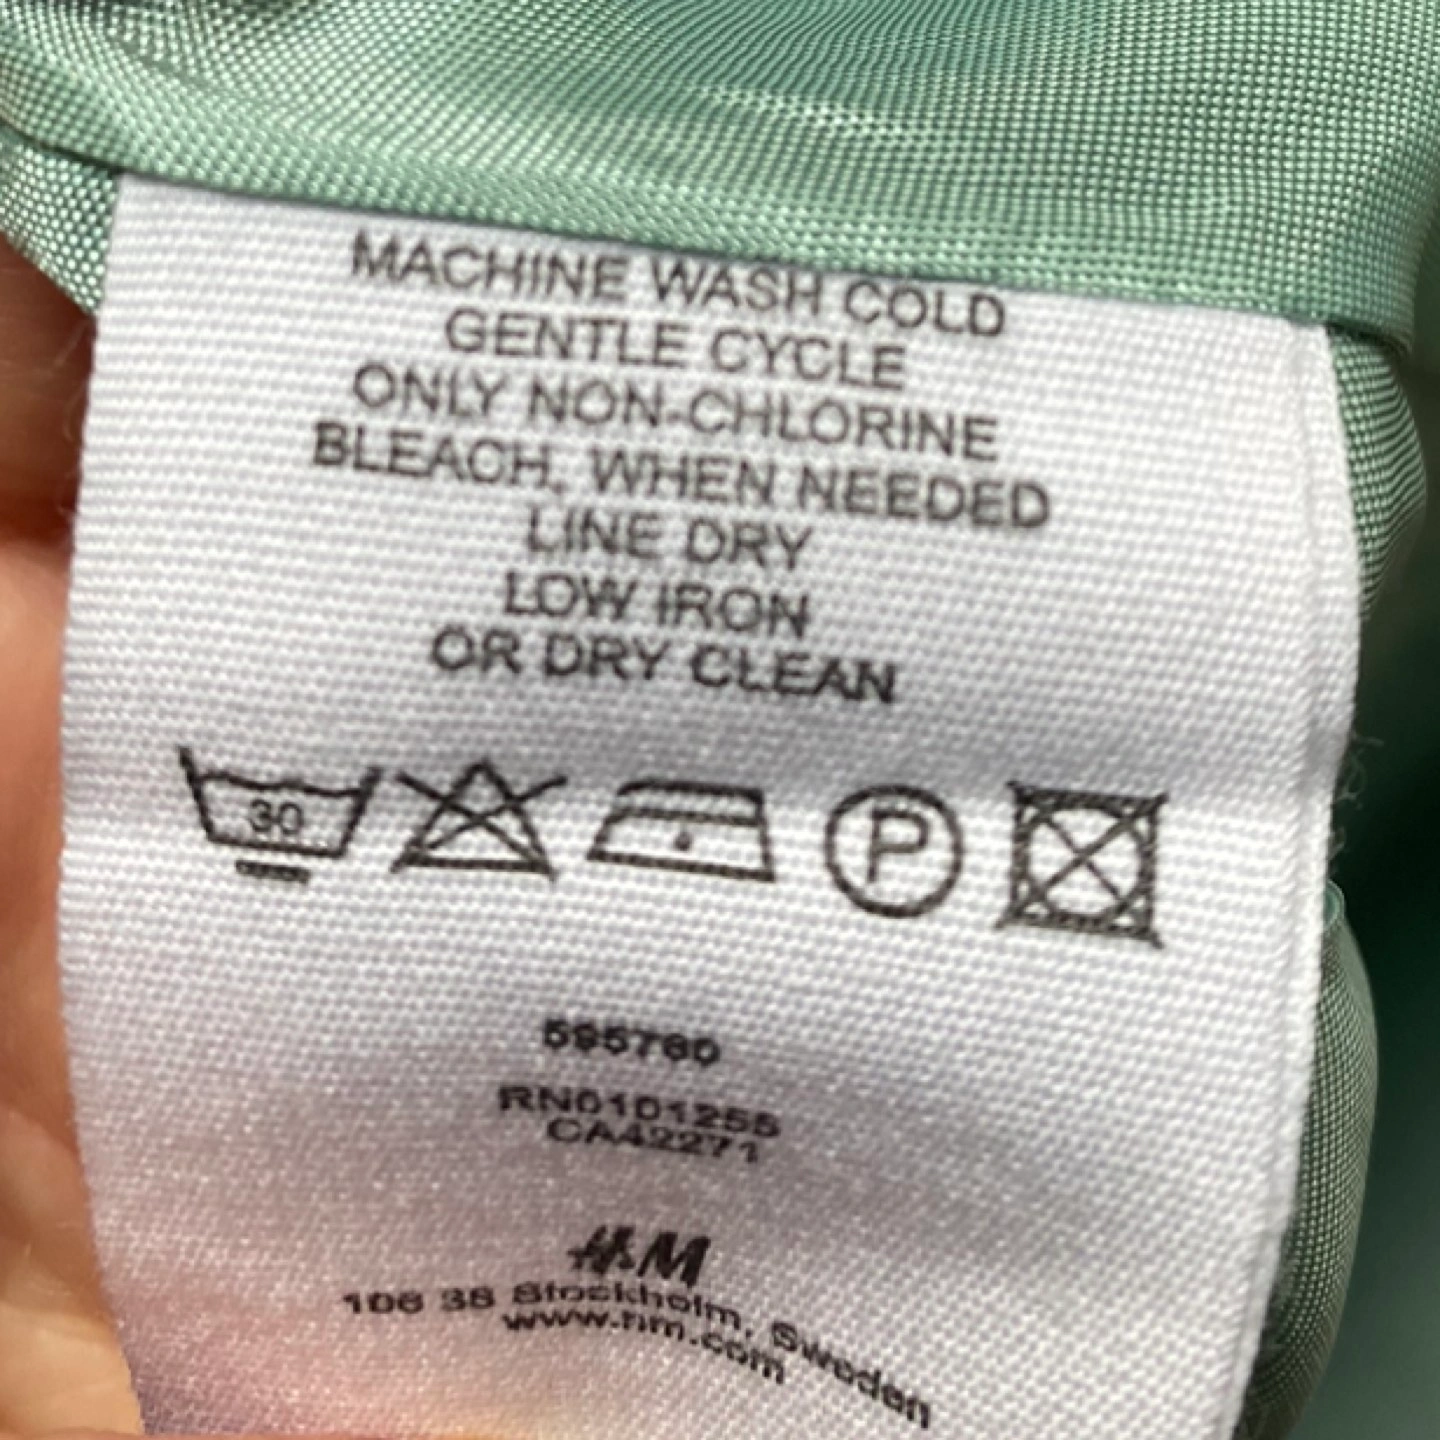 MACHINE WASH COLD
GENTLE CYCLE
ONLY NON-CHLORINE
BLEACH, WHEN NEEDED
LINE DRY
LOW IRON
OR DRY CLEAN
30
P
595780
RN0101255
CA42271
H&M
106 38 Stockholm, Sweden
www.hm.com